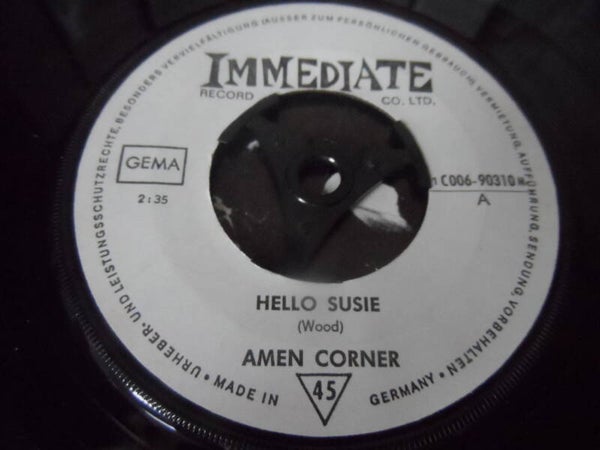 URHEBER- UND LEISTUNGSSCHUTZRECHTE, BESONDERS VERVIELFÄLTIGUNG (AUSSER ZUM PERSÖNLICHEN GEBRAUCH), VERMIETUNG, AUFFÜHRUNG, SENDUNG, VORBEHALTEN •
IMMEDIATE
RECORD CO. LTD.
GEMA
2:35
1 C006-90310
A
HELLO SUSIE
(Wood)
AMEN CORNER
• MADE IN
45
GERMANY •